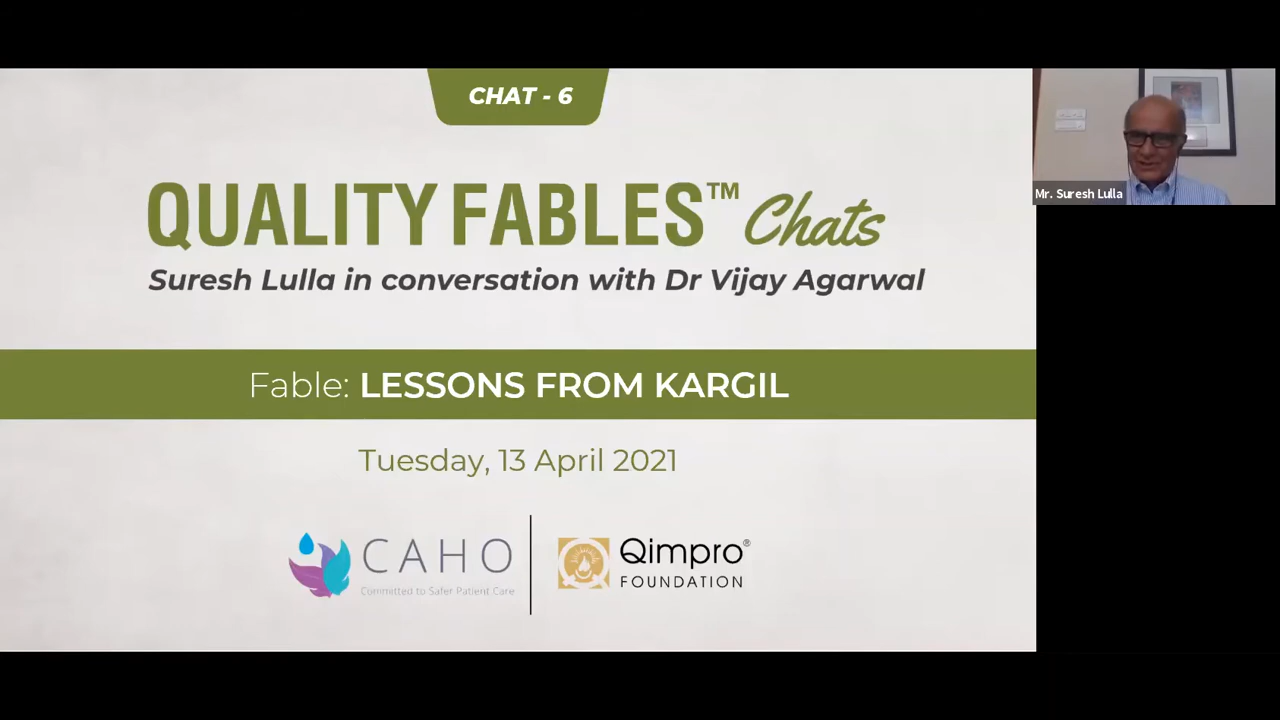 CHAT - 6
QUALITY FABLES™ Chats
Suresh Lulla in conversation with Dr Vijay Agarwal
Fable: LESSONS FROM KARGIL
Tuesday, 13 April 2021
CAHO
Committed to Safer Patient Care
Qimpro®
FOUNDATION
Mr. Suresh Lulla